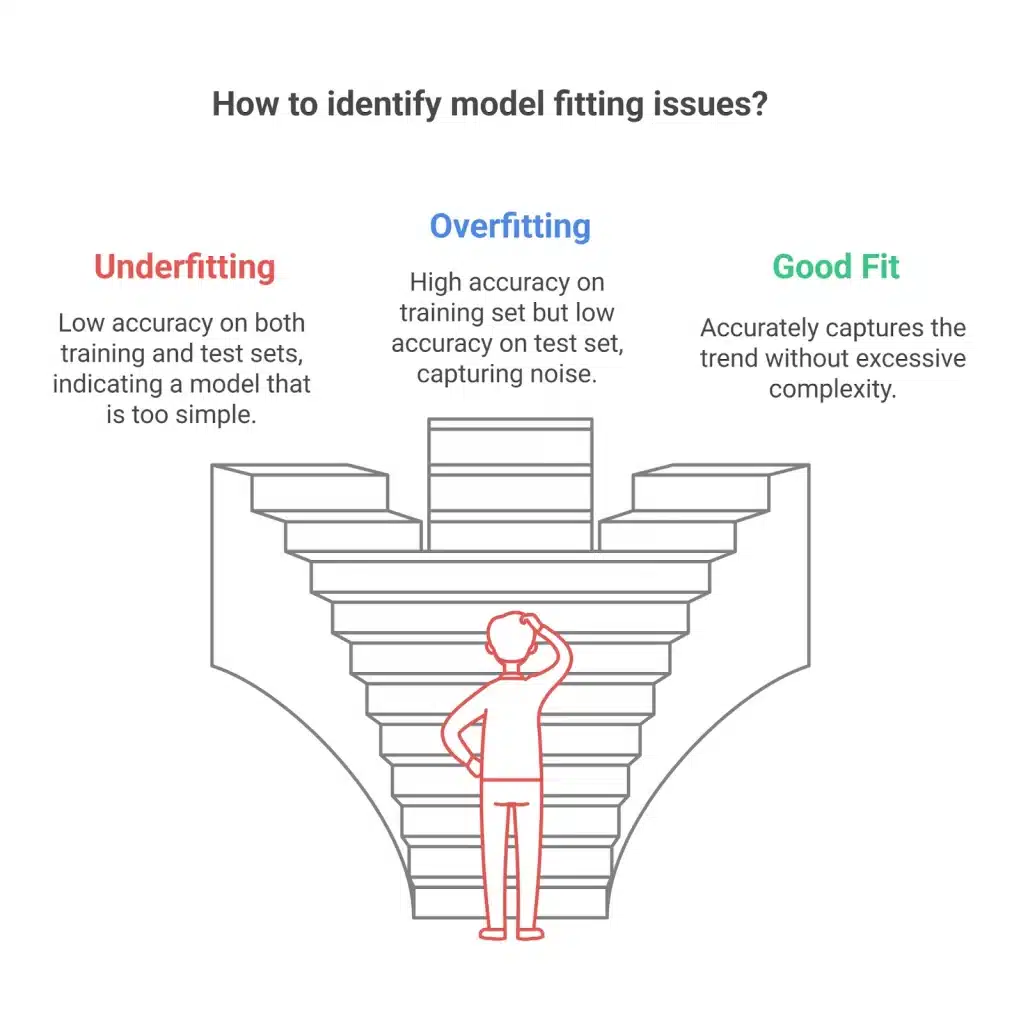 How to identify model fitting issues?
Underfitting
Low accuracy on both
training and test sets,
indicating a model that
is too simple.
Overfitting
High accuracy on
training set but low
accuracy on test set,
capturing noise.
Good Fit
Accurately captures the
trend without excessive
complexity.